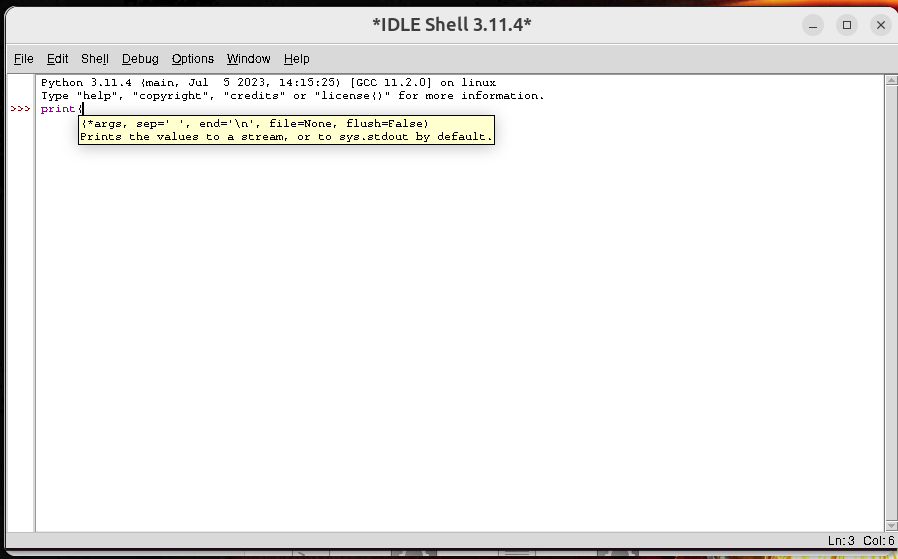 *IDLE Shell 3.11.4*
File Edit Shell Debug Options Window Help
Python 3.11.4 (main, Jul  5 2023, 14:15:25) [GCC 11.2.0] on linux
Type "help", "copyright", "credits" or "license()" for more information.
>>> print(
(*args, sep=' ', end='\n', file=None, flush=False)
Prints the values to a stream, or to sys.stdout by default.
Ln: 3 Col: 6